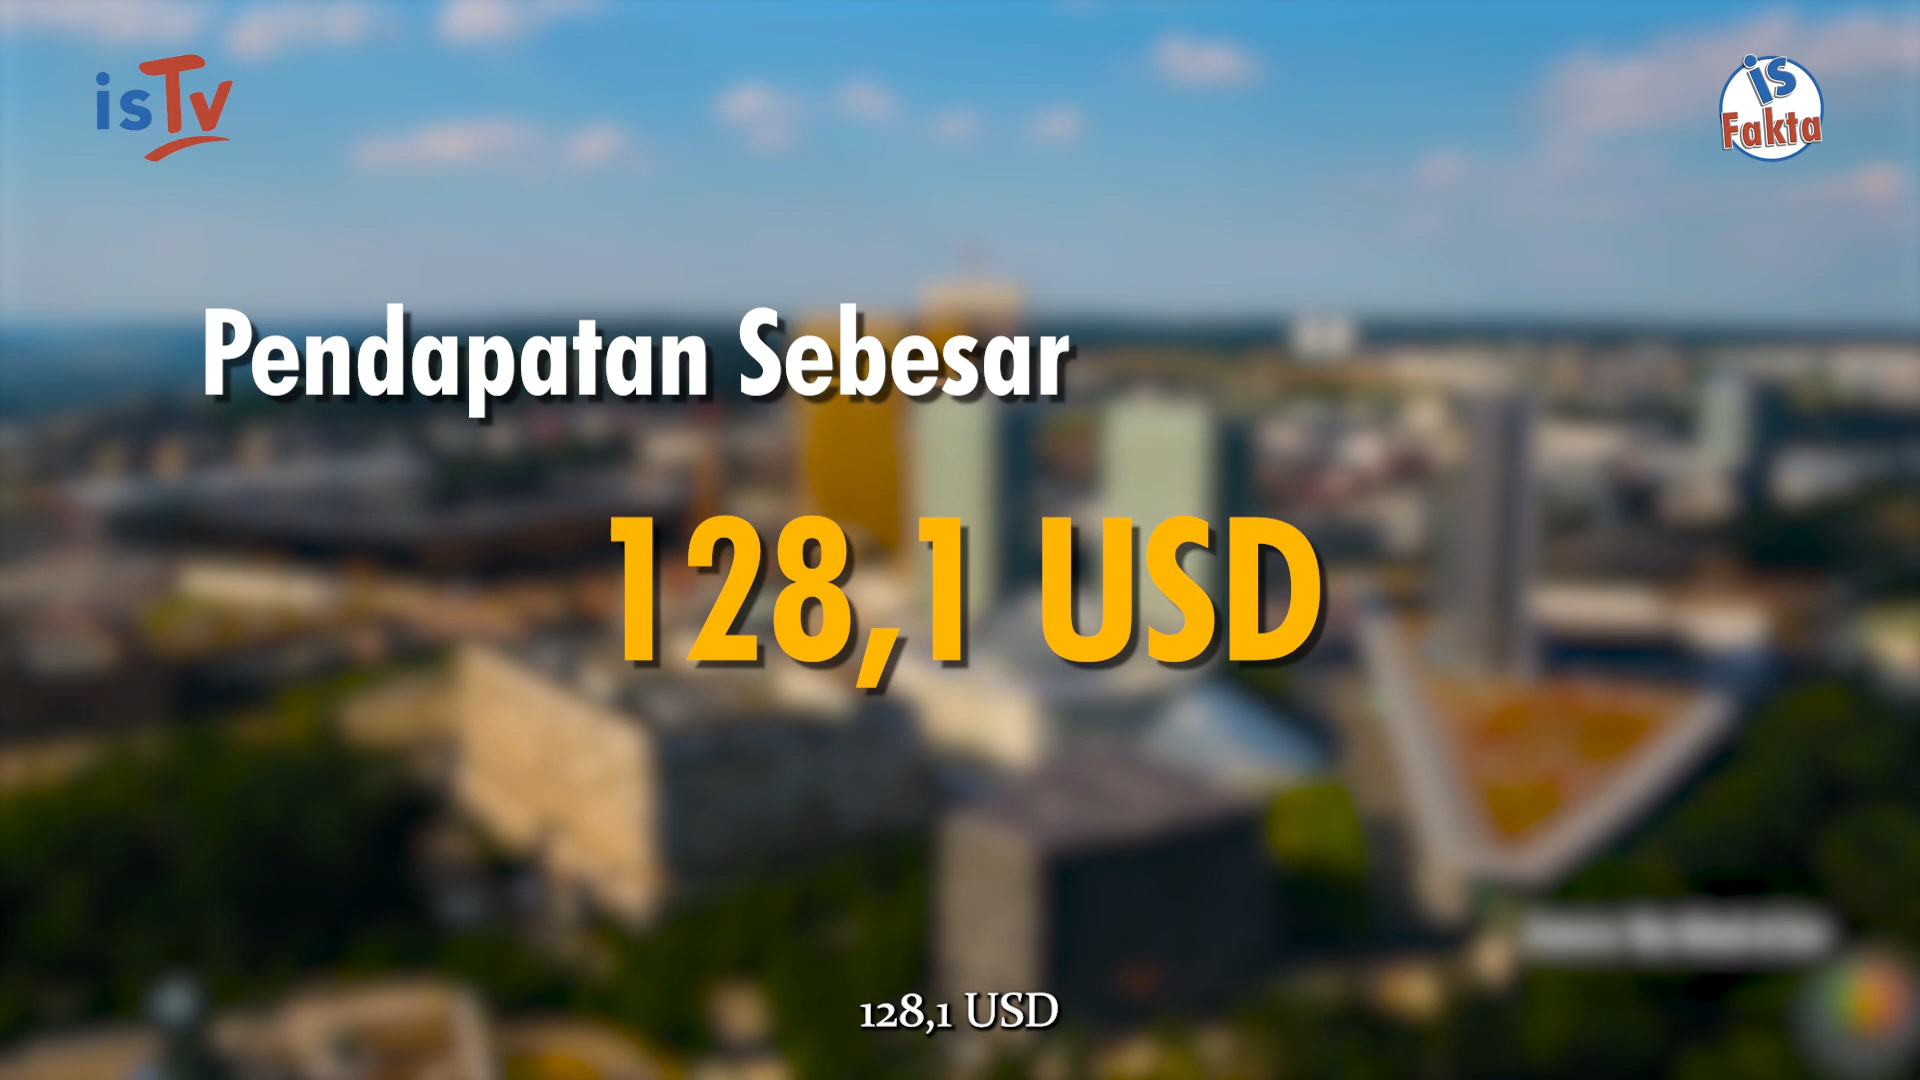 isTv
is
Fakta
Pendapatan Sebesar
128,1 USD
128,1 USD